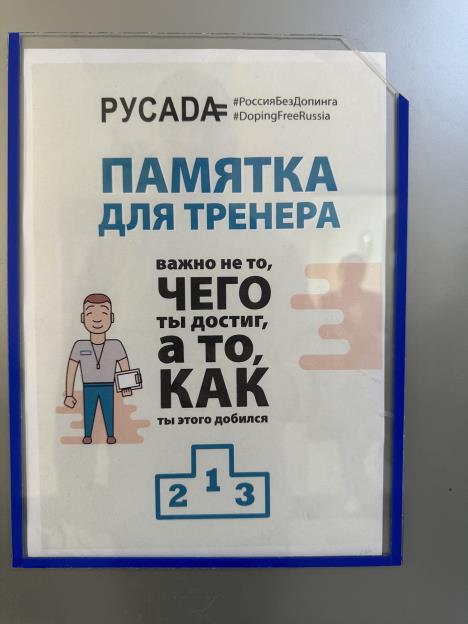 РУСАДА #РоссияБезДопинга
#DopingFreeRussia
ПАМЯТКА
ДЛЯ ТРЕНЕРА
важно не то,
ЧЕГО
ты достиг,
а то,
КАК
ты этого добился
1
2 3